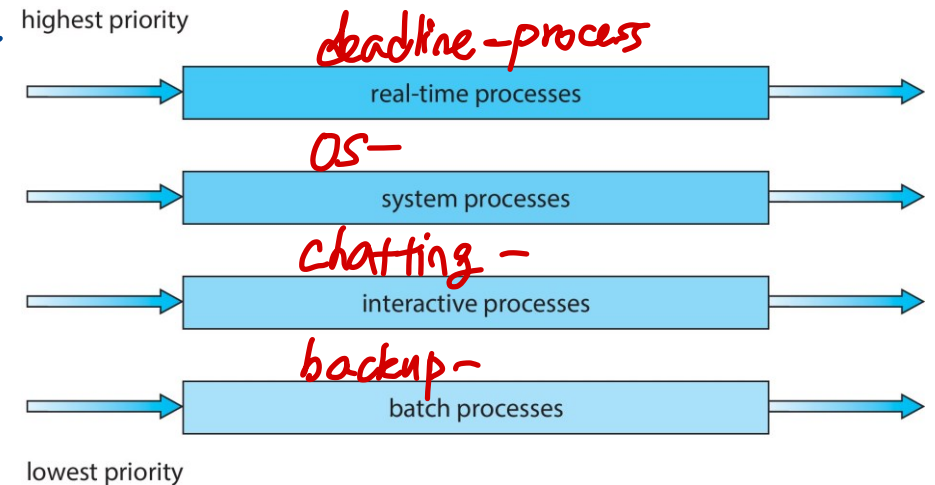 highest priority
deadline-process
real-time processes
OS-
system processes
chatting -
interactive processes
backup-
batch processes
lowest priority